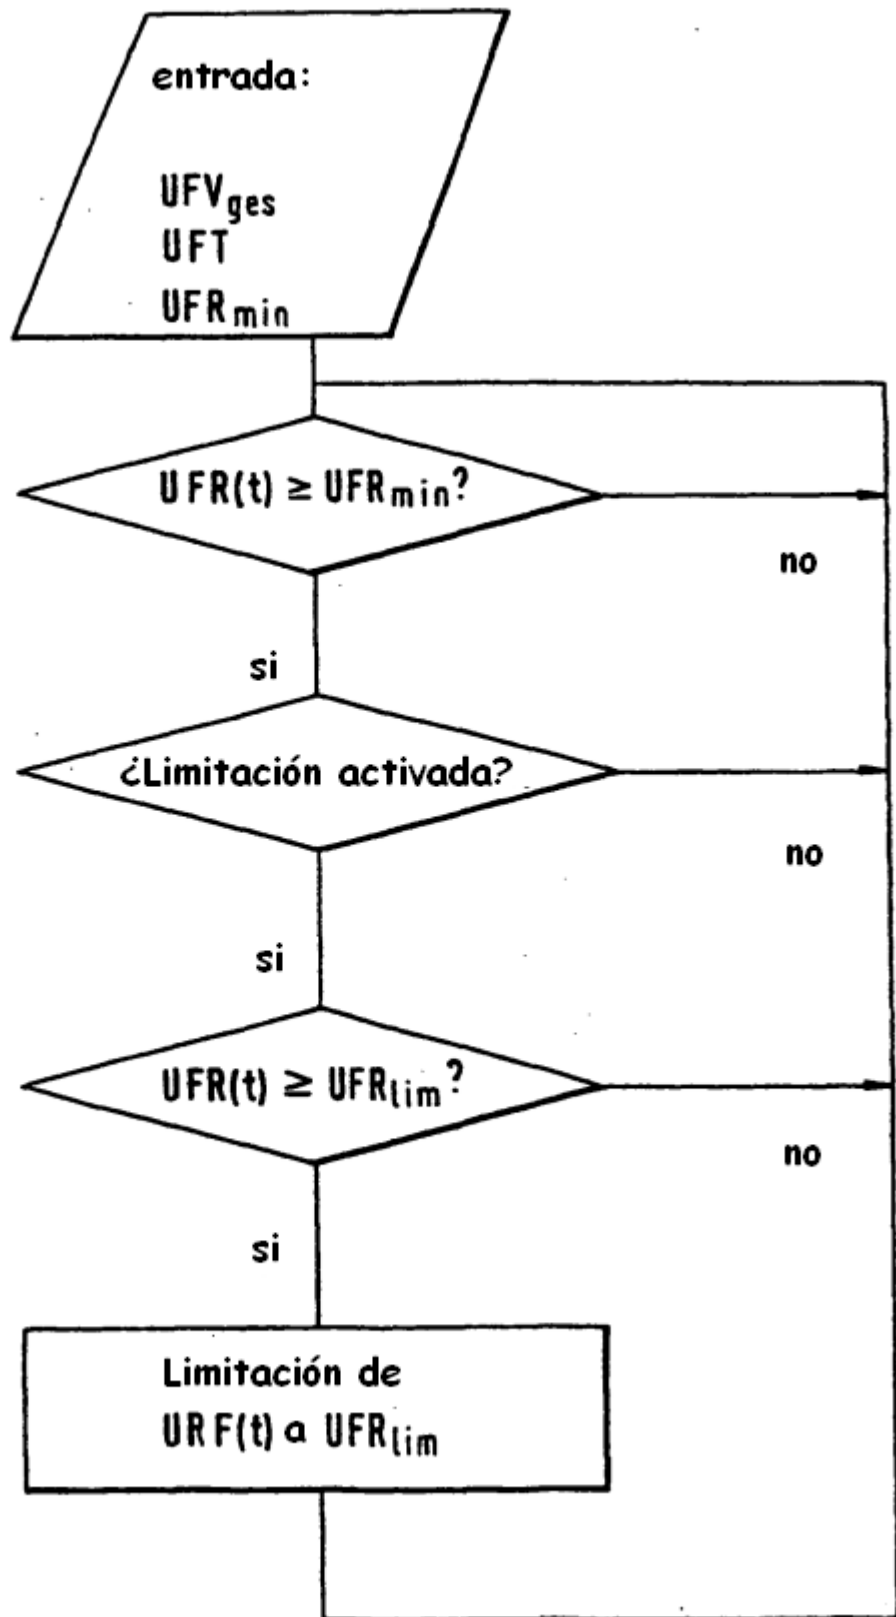 entrada:
UFVges
UFT
UFRmin
UFR(t) ≥ UFRmin?
no
si
¿Limitación activada?
no
si
UFR(t) ≥ UFRlim?
no
si
Limitación de
URF(t) a UFRlim